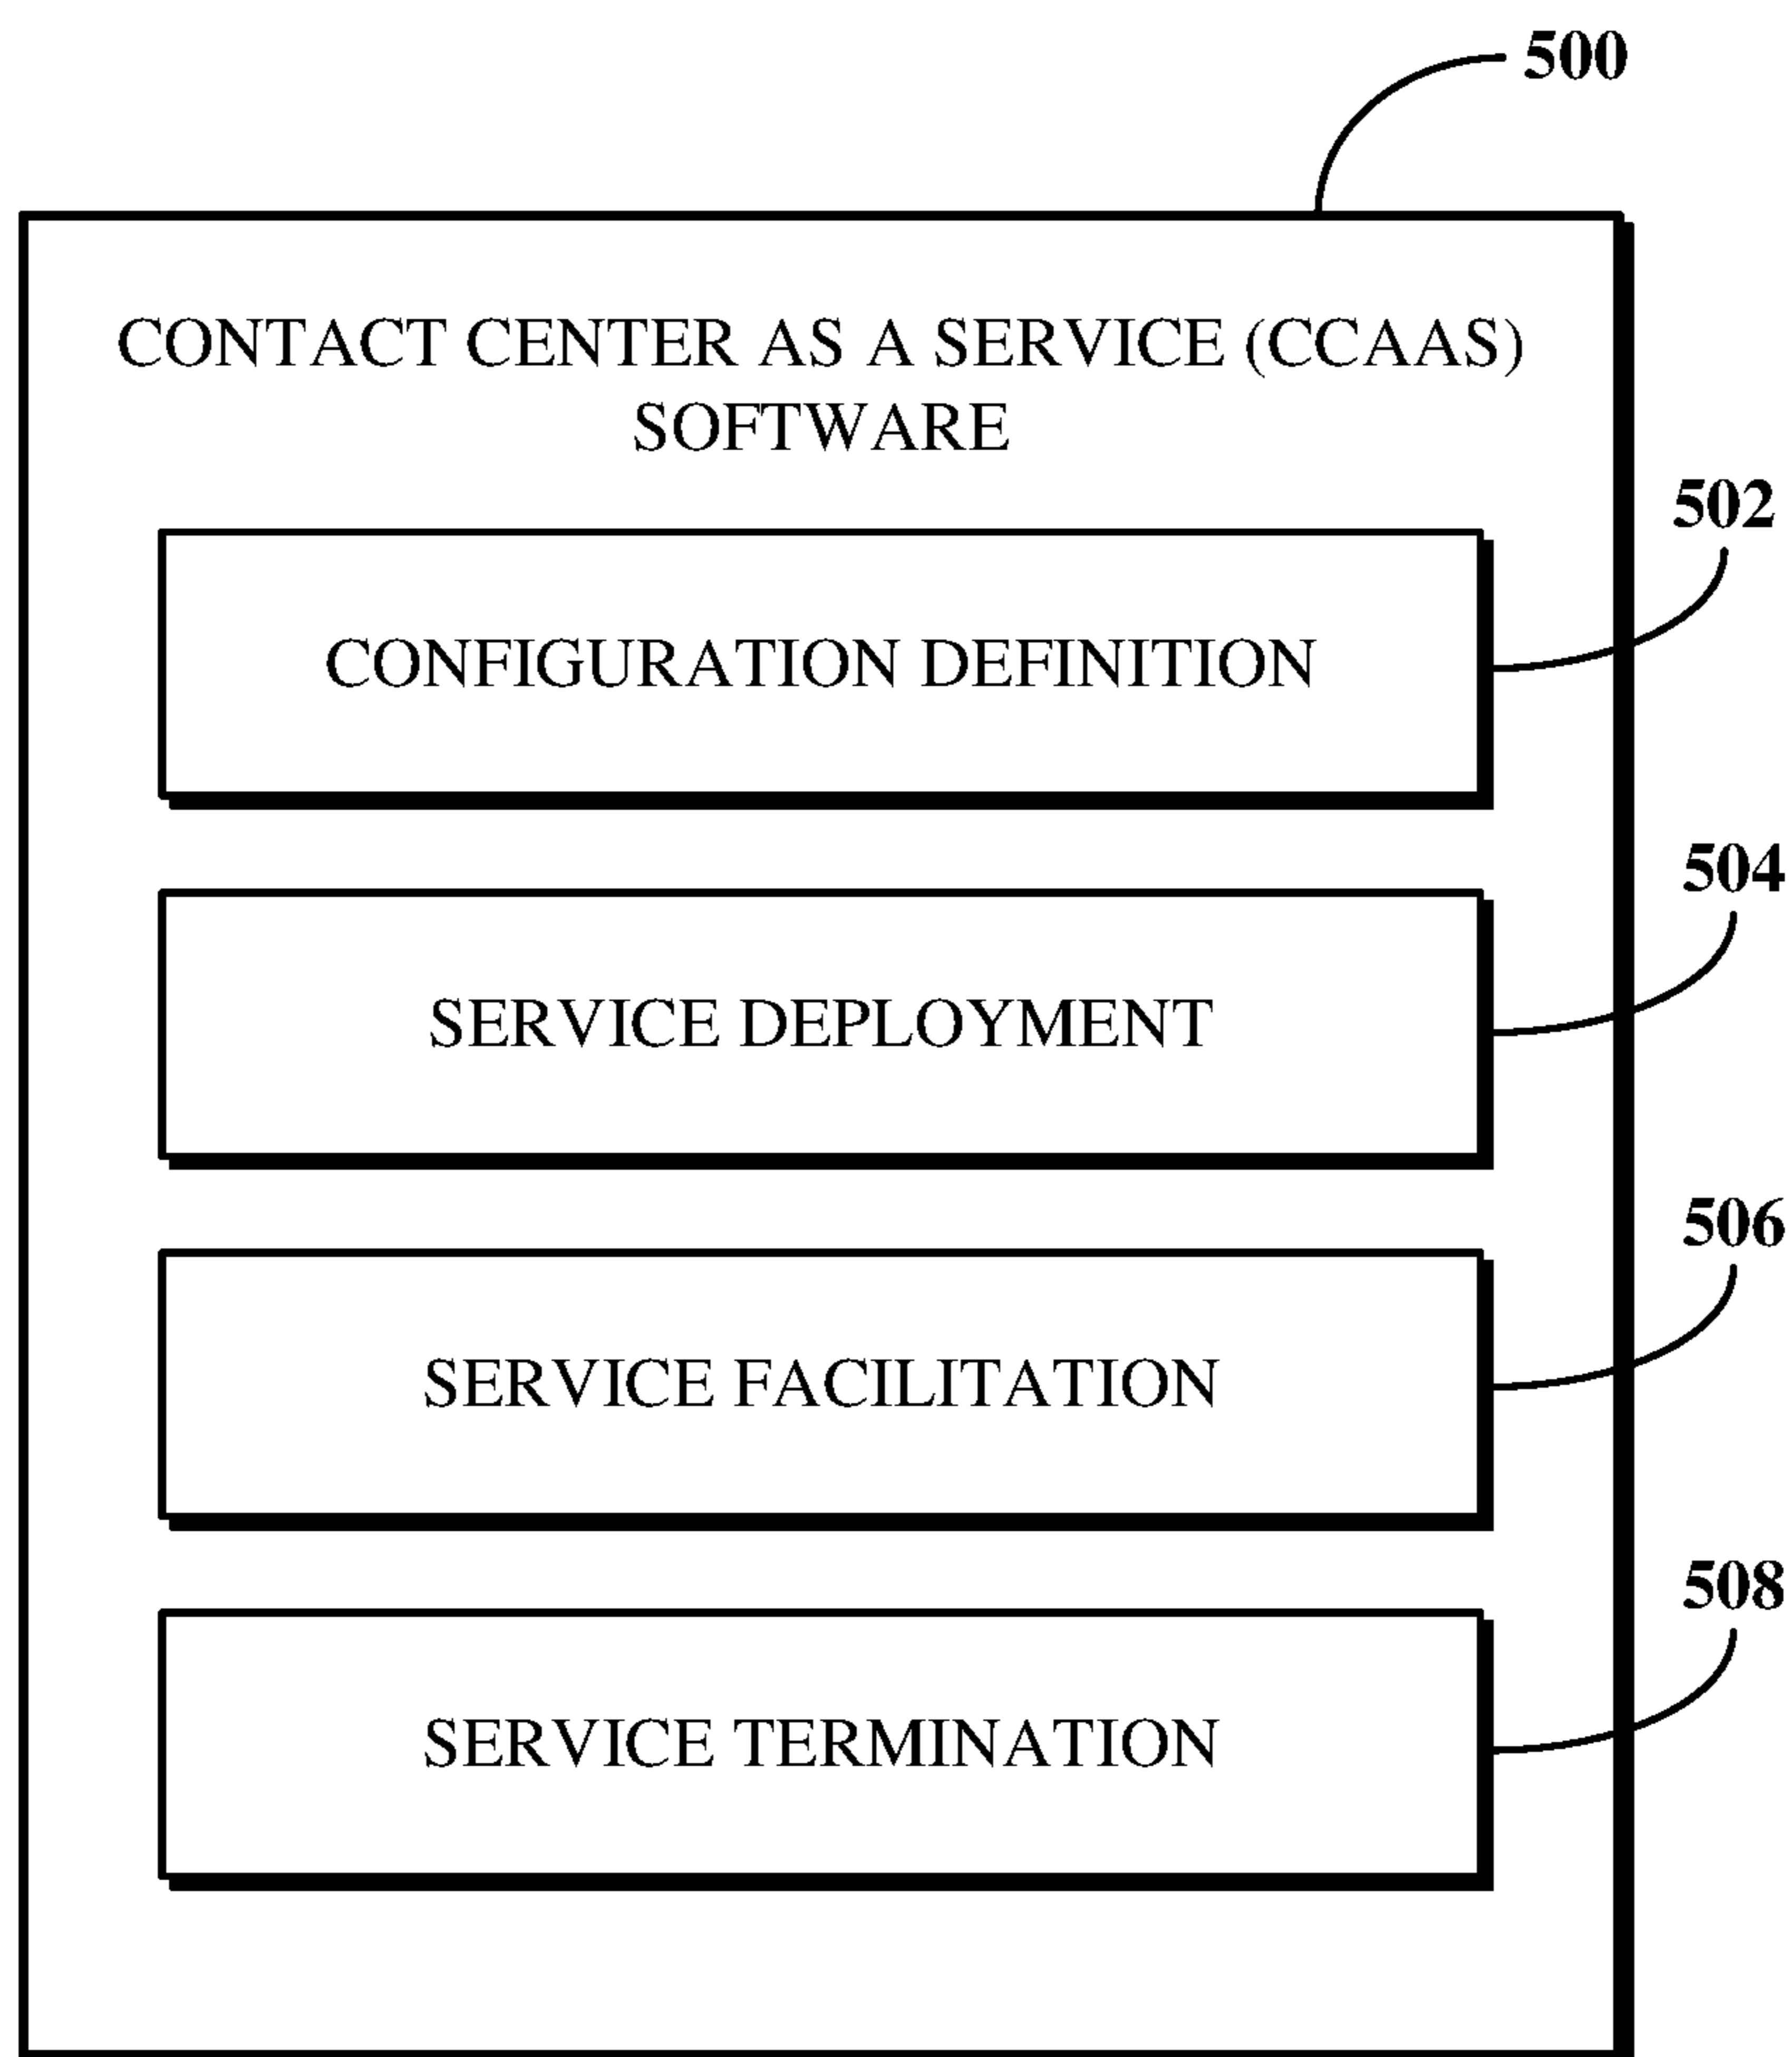 500
CONTACT CENTER AS A SERVICE (CCAAS)
SOFTWARE
502
CONFIGURATION DEFINITION
504
SERVICE DEPLOYMENT
506
SERVICE FACILITATION
508
SERVICE TERMINATION